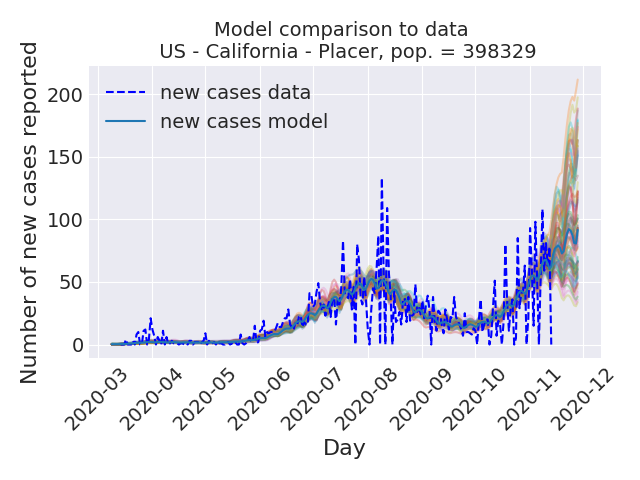 Model comparison to data
US - California - Placer, pop. = 398329
Number of new cases reported
200
150
100
50
0
new cases data
new cases model
2020-03
2020-04
2020-05
2020-06
2020-07
2020-08
2020-09
2020-10
2020-11
2020-12
Day